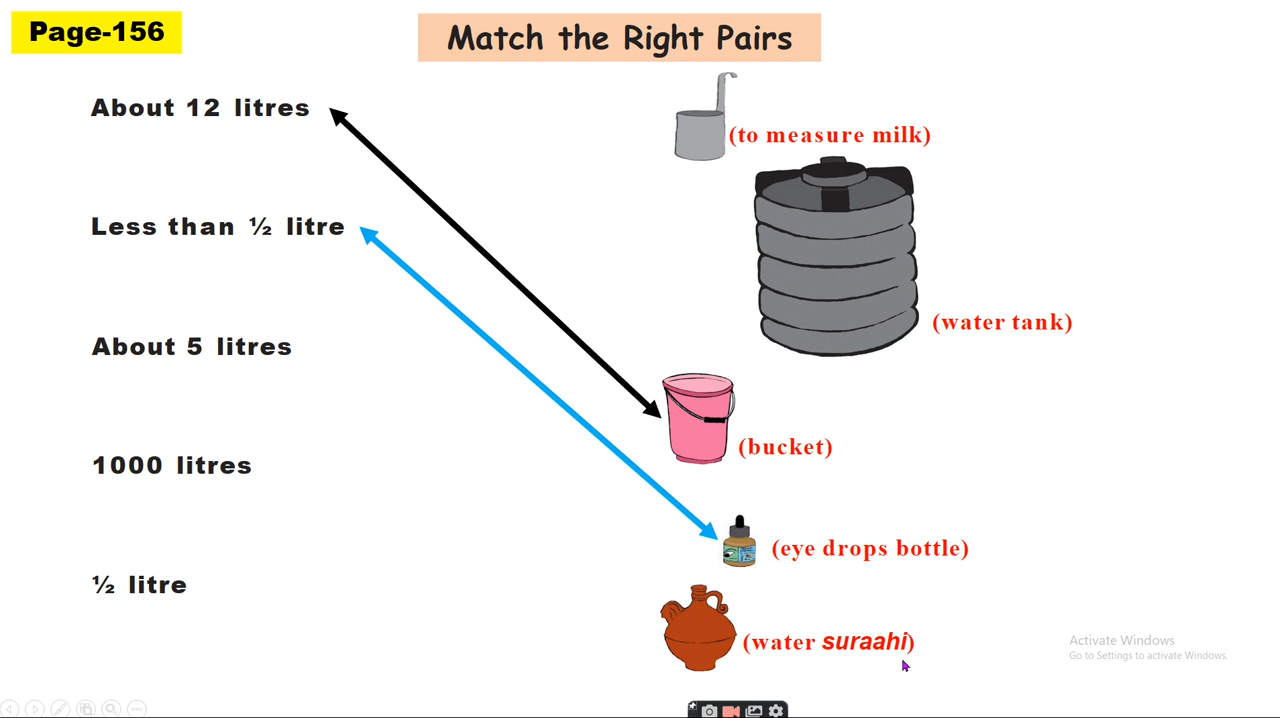 Page-156
Match the Right Pairs
About 12 litres
(to measure milk)
Less than ½ litre
(water tank)
About 5 litres
(bucket)
1000 litres
(eye drops bottle)
½ litre
(water suraahi)
Activate Windows
Go to Settings to activate Windows.